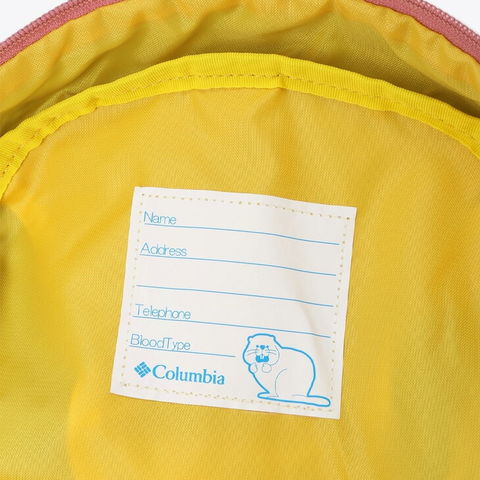 Name
Address
Telephone
BloodType
Columbia